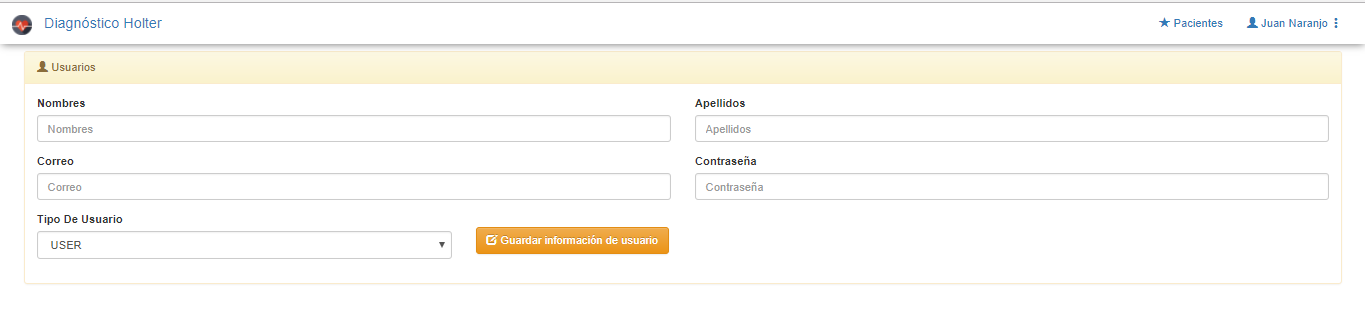 Diagnóstico Holter
Pacientes
Juan Naranjo
Usuarios
Nombres
Apellidos
Nombres
Apellidos
Correo
Contraseña
Correo
Contraseña
Tipo De Usuario
USER
Guardar información de usuario